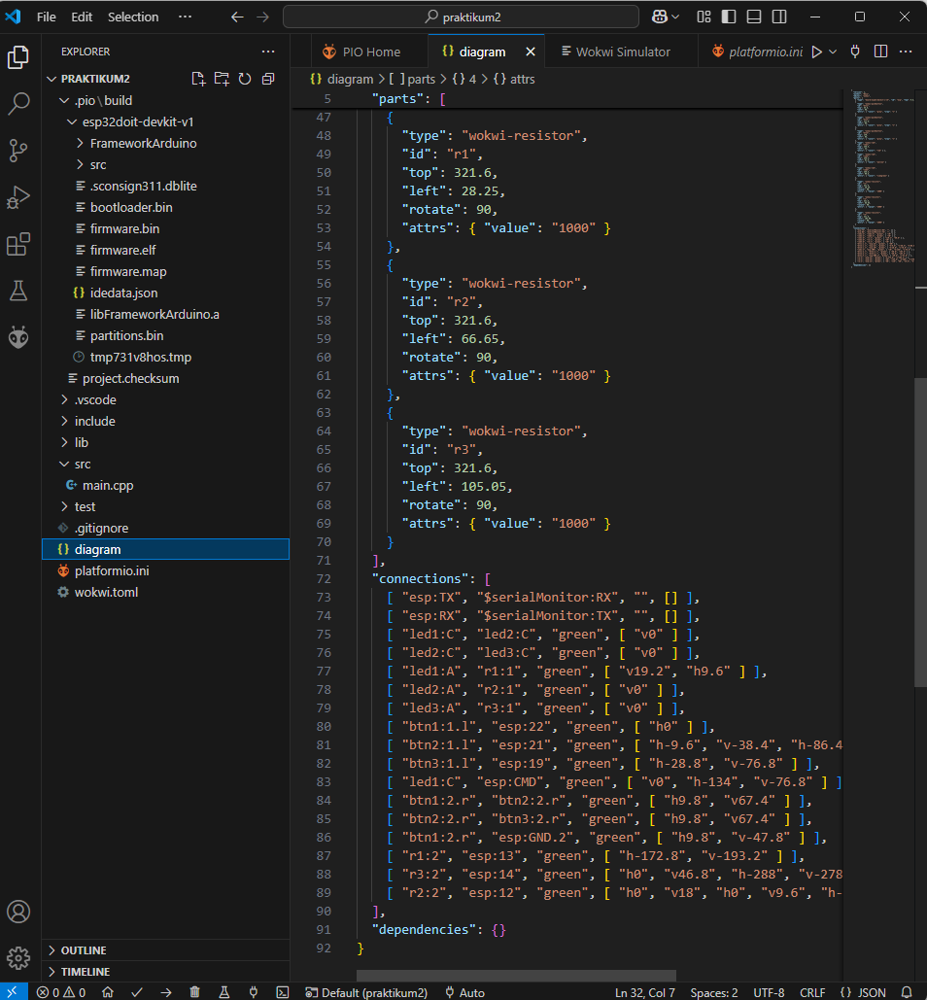 File Edit Selection ··· praktikum2
EXPLORER ···
PRAKTIKUM2
.pio\build
esp32doit-devkit-v1
FrameworkArduino
src
.sconsign311.dblite
bootloader.bin
firmware.bin
firmware.elf
firmware.map
idedata.json
libFrameworkArduino.a
partitions.bin
tmp731v8hos.tmp
project.checksum
.vscode
include
lib
src
main.cpp
test
.gitignore
diagram
platformio.ini
wokwi.toml
OUTLINE
TIMELINE
PIO Home {} diagram Wokwi Simulator platformio.ini
{} diagram > [ ] parts > {} 4 > {} attrs
5 "parts": [
47 {
48 "type": "wokwi-resistor",
49 "id": "r1",
50 "top": 321.6,
51 "left": 28.25,
52 "rotate": 90,
53 "attrs": { "value": "1000" }
54 },
55 {
56 "type": "wokwi-resistor",
57 "id": "r2",
58 "top": 321.6,
59 "left": 66.65,
60 "rotate": 90,
61 "attrs": { "value": "1000" }
62 },
63 {
64 "type": "wokwi-resistor",
65 "id": "r3",
66 "top": 321.6,
67 "left": 105.05,
68 "rotate": 90,
69 "attrs": { "value": "1000" }
70 }
71 ],
72 "connections": [
73 [ "esp:TX", "$serialMonitor:RX", "", [] ],
74 [ "esp:RX", "$serialMonitor:TX", "", [] ],
75 [ "led1:C", "led2:C", "green", [ "v0" ] ],
76 [ "led2:C", "led3:C", "green", [ "v0" ] ],
77 [ "led1:A", "r1:1", "green", [ "v19.2", "h9.6" ] ],
78 [ "led2:A", "r2:1", "green", [ "v0" ] ],
79 [ "led3:A", "r3:1", "green", [ "v0" ] ],
80 [ "btn1:1.l", "esp:22", "green", [ "h0" ] ],
81 [ "btn2:1.l", "esp:21", "green", [ "h-9.6", "v-38.4", "h-86.4
82 [ "btn3:1.l", "esp:19", "green", [ "h-28.8", "v-76.8" ] ],
83 [ "led1:C", "esp:CMD", "green", [ "v0", "h-134", "v-76.8" ] ]
84 [ "btn1:2.r", "btn2:2.r", "green", [ "h9.8", "v67.4" ] ],
85 [ "btn2:2.r", "btn3:2.r", "green", [ "h9.8", "v67.4" ] ],
86 [ "btn1:2.r", "esp:GND.2", "green", [ "h9.8", "v-47.8" ] ],
87 [ "r1:2", "esp:13", "green", [ "h-172.8", "v-193.2" ] ],
88 [ "r3:2", "esp:14", "green", [ "h0", "v46.8", "h-288", "v-278
89 [ "r2:2", "esp:12", "green", [ "h0", "v18", "h0", "v9.6", "h-
90 ],
91 "dependencies": {}
92 }
0 0 Default (praktikum2) Auto Ln 32, Col 7 Spaces: 2 UTF-8 CRLF {} JSON